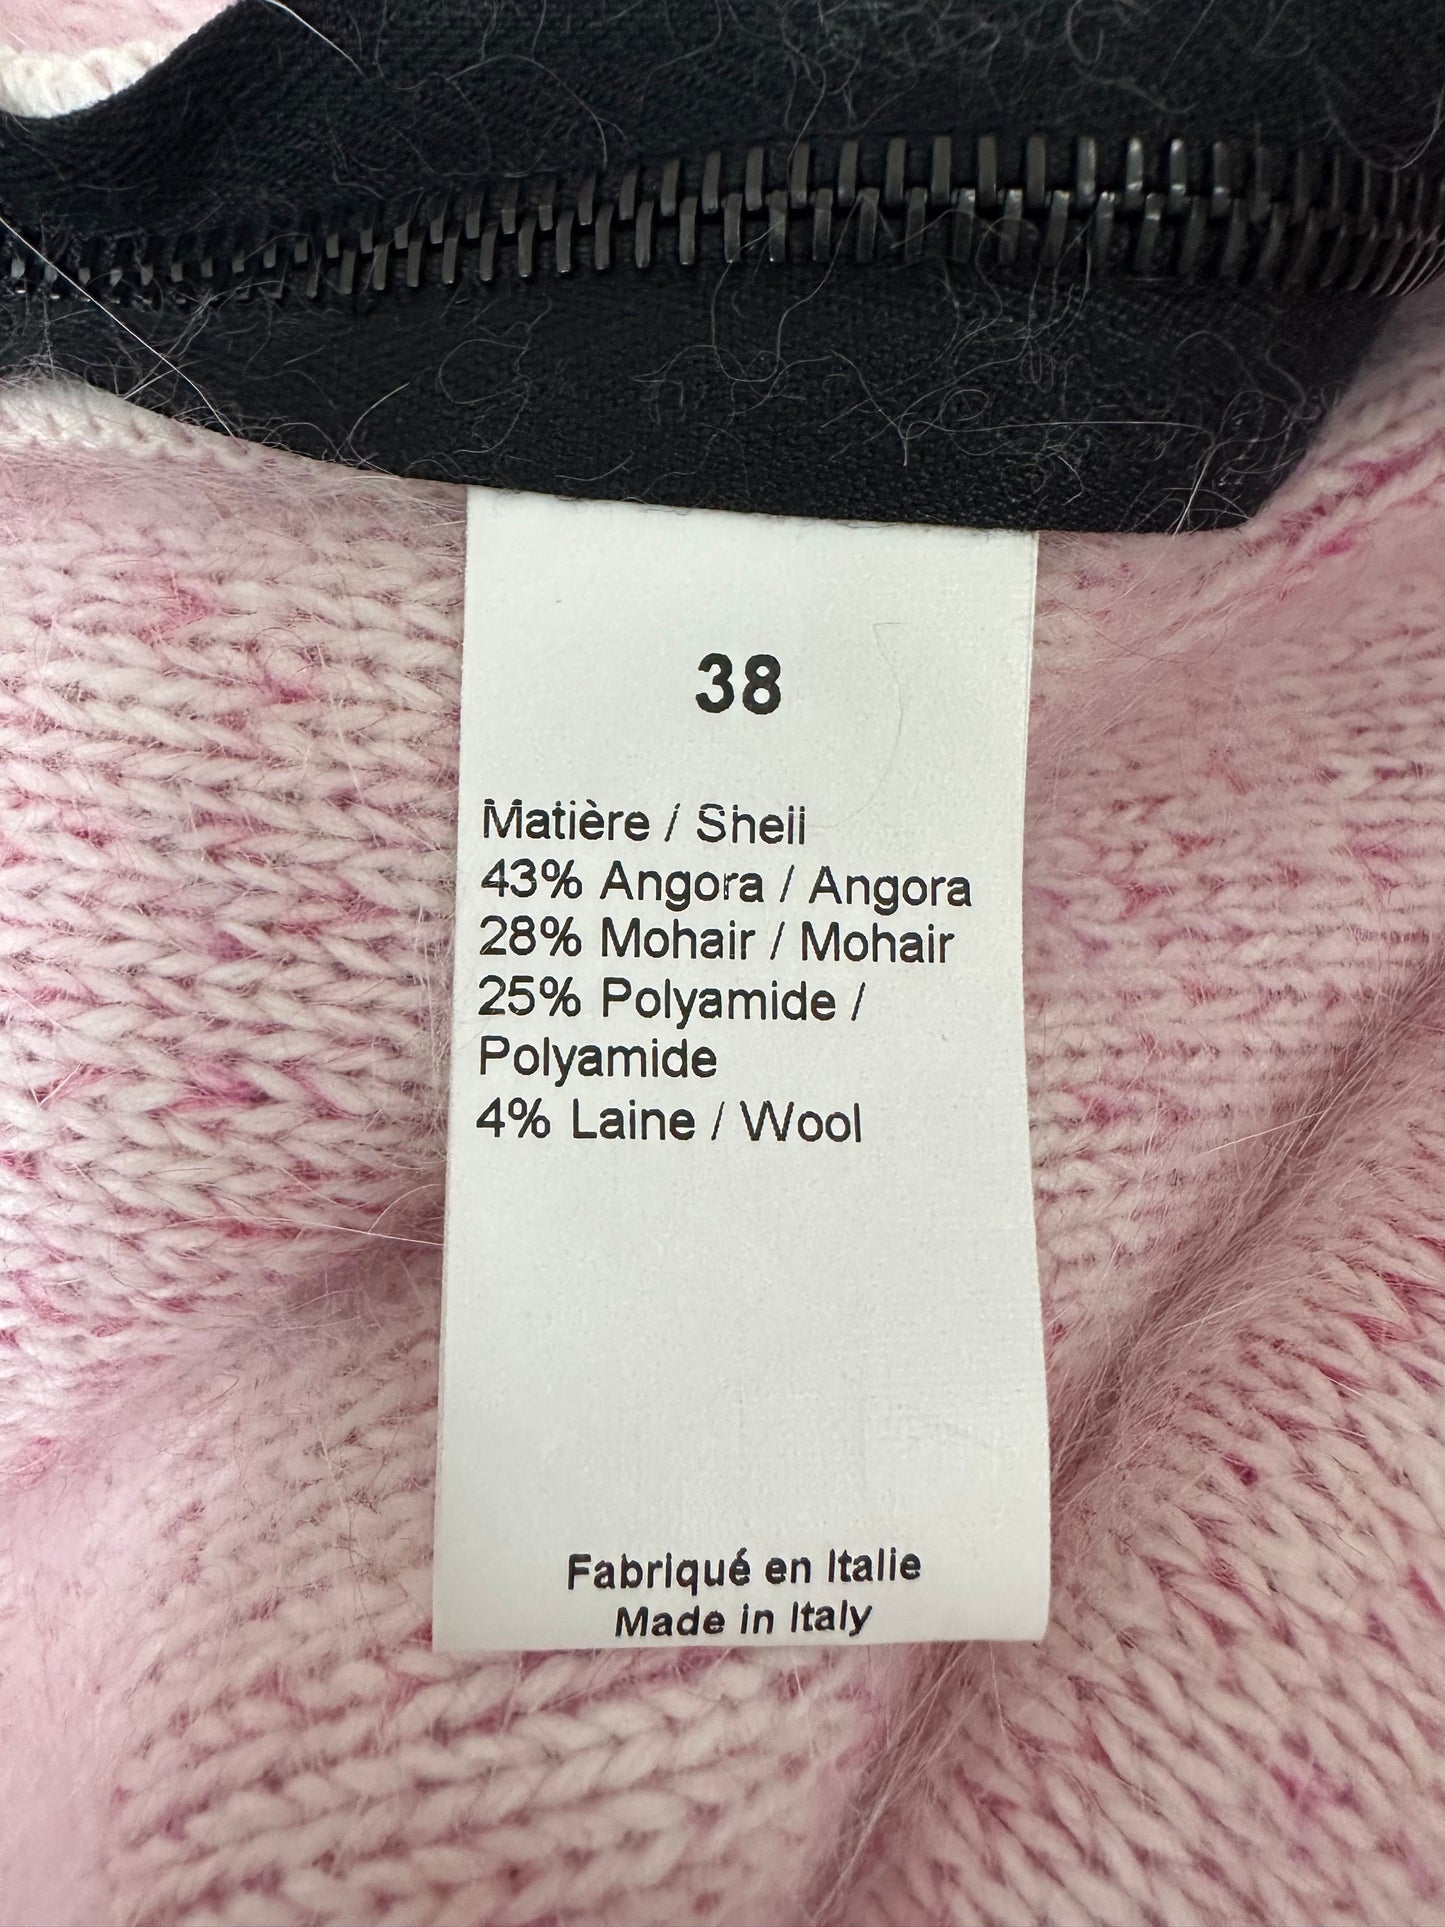 38
Matière / Shell
43% Angora / Angora
28% Mohair / Mohair
25% Polyamide /
Polyamide
4% Laine / Wool
Fabriqué en Italie
Made in Italy